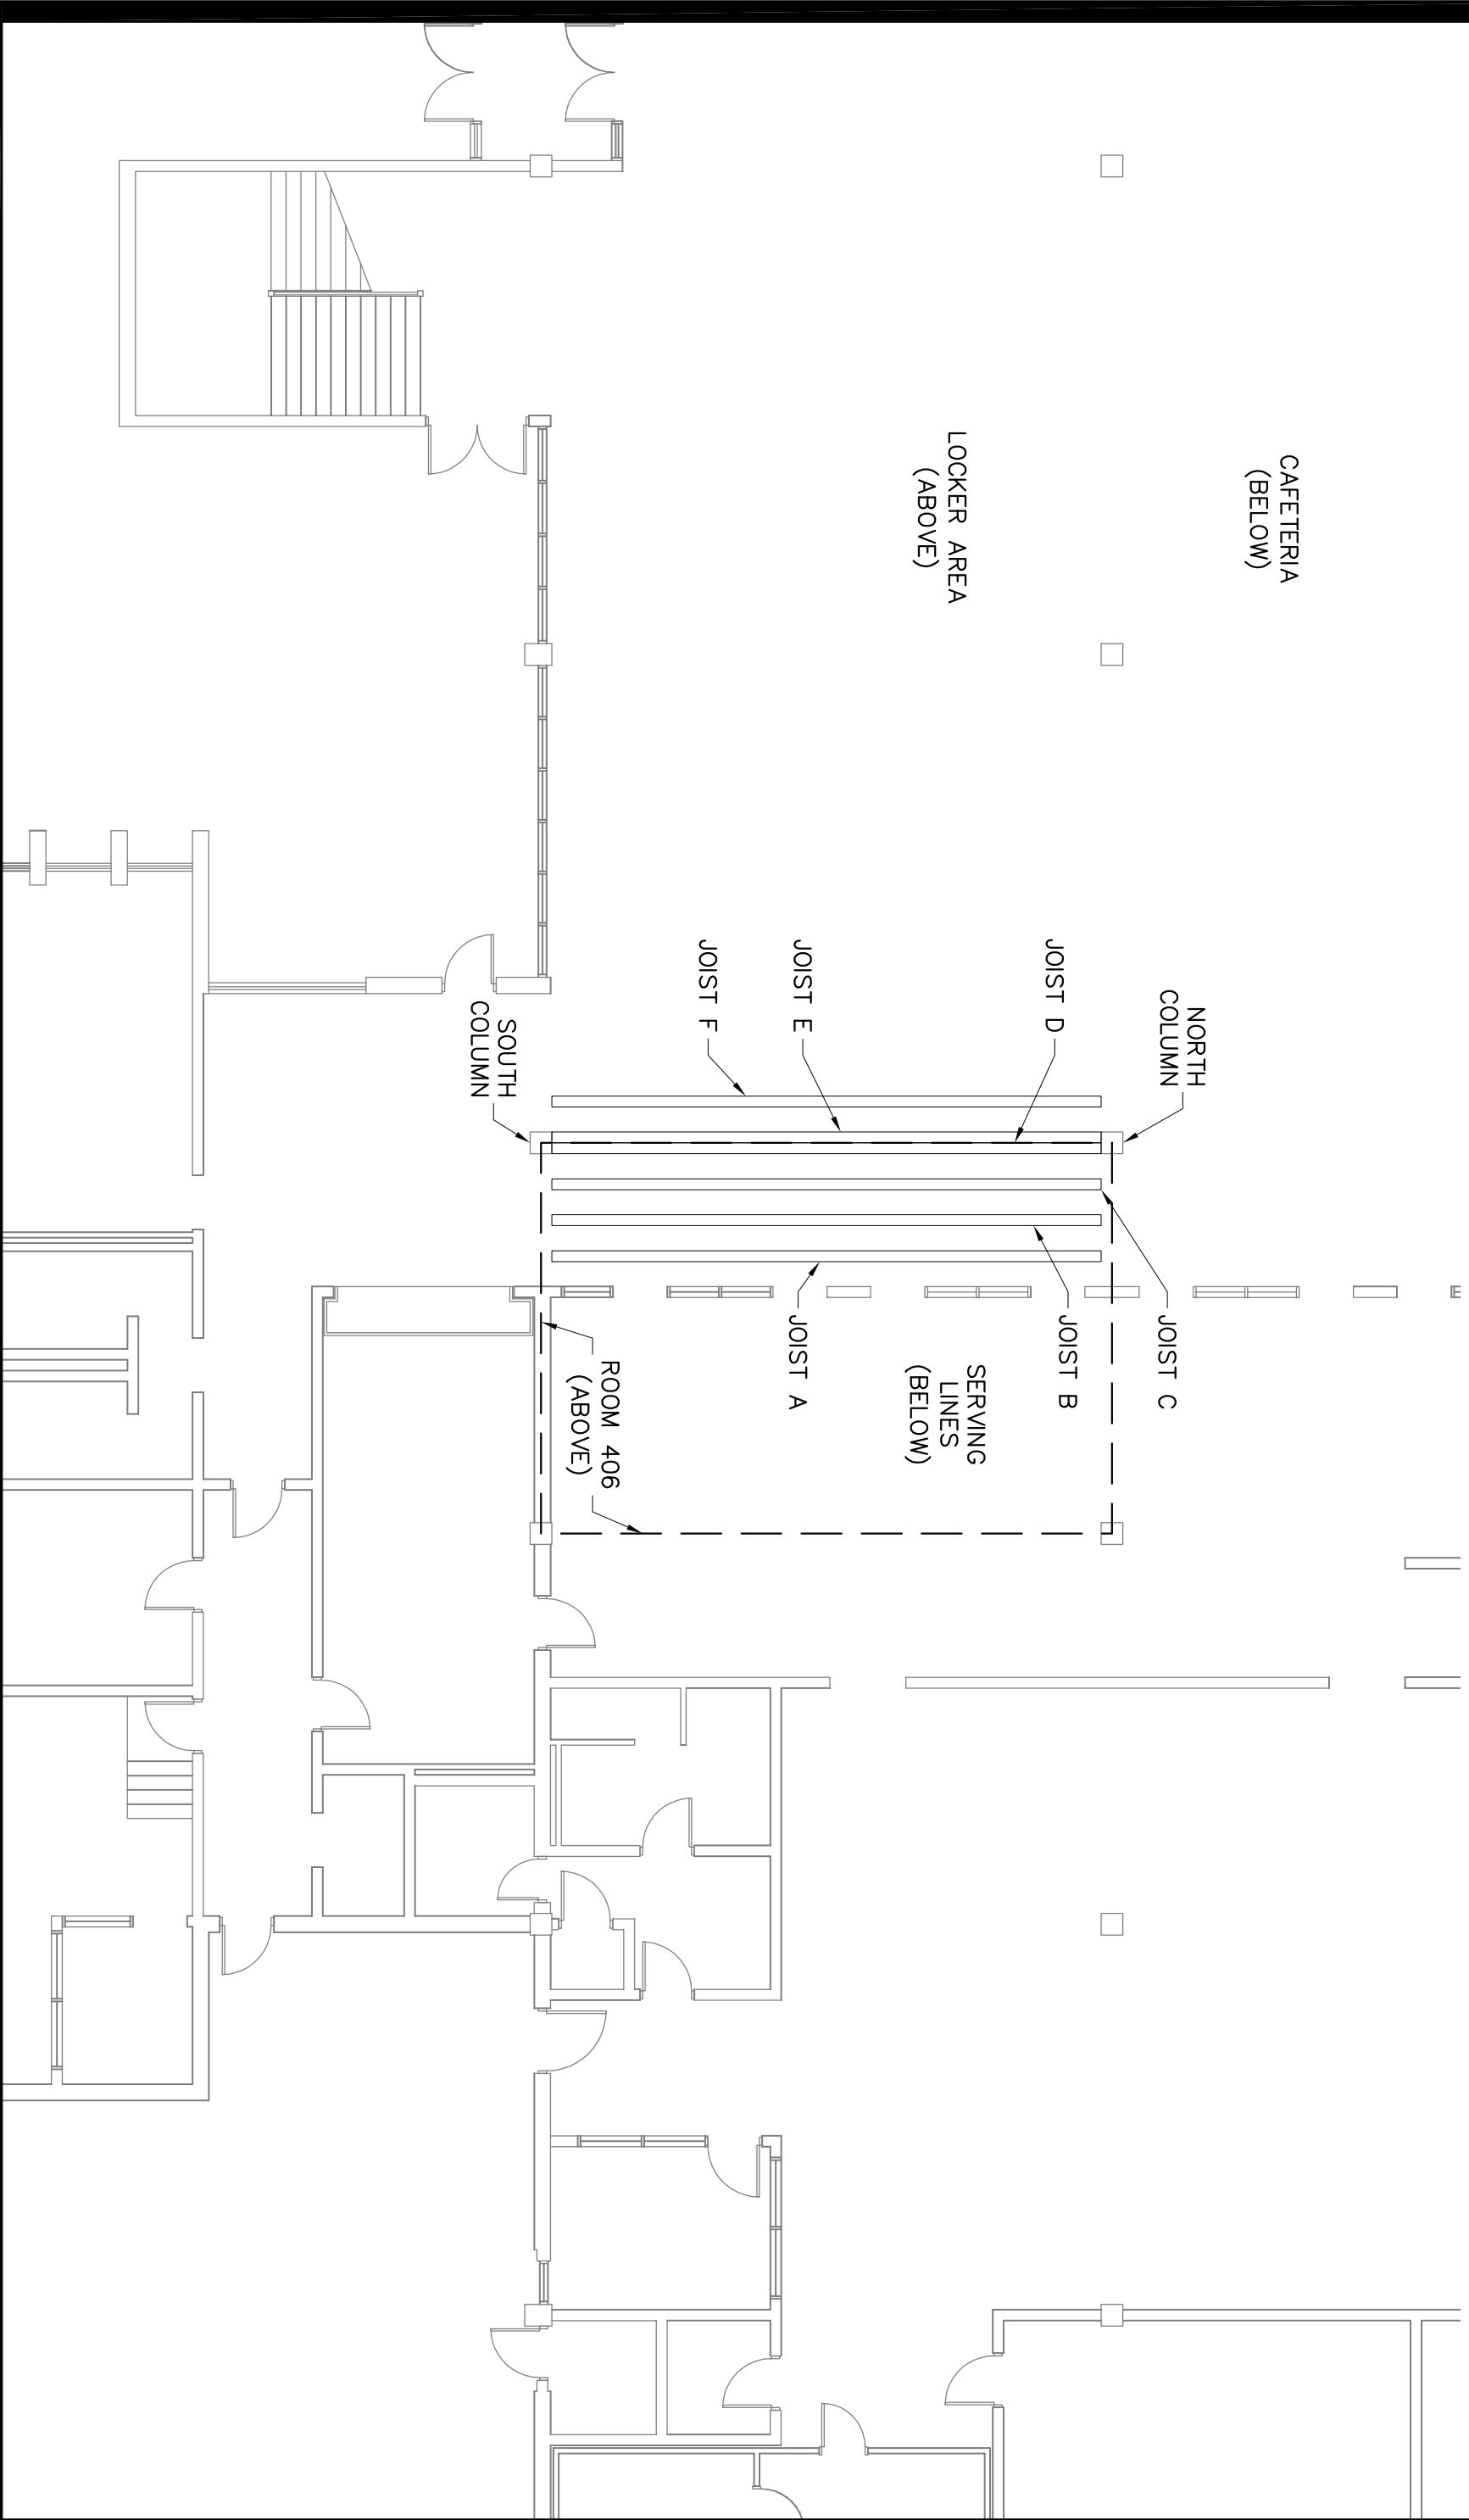 CAFETERIA
(BELOW)
LOCKER AREA
(ABOVE)
NORTH
COLUMN
JOIST D
JOIST E
JOIST F
SOUTH
COLUMN
JOIST C
JOIST B
SERVING
LINES
(BELOW)
JOIST A
ROOM 406
(ABOVE)